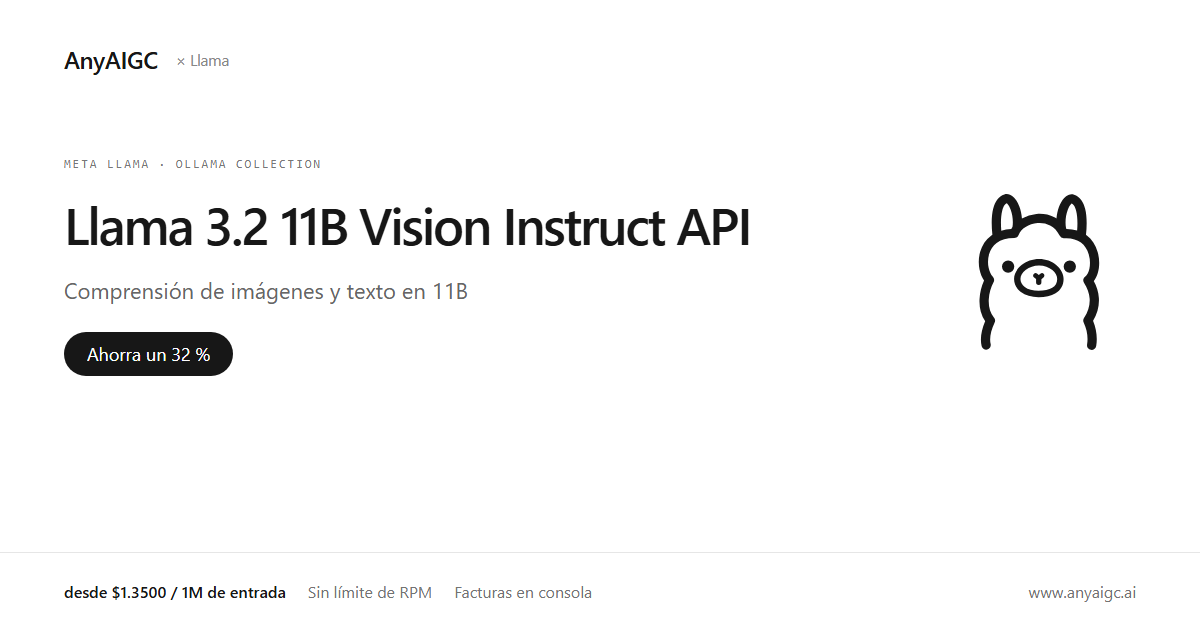 AnyAIGC × Llama
META LLAMA · OLLAMA COLLECTION
Llama 3.2 11B Vision Instruct API
Comprensión de imágenes y texto en 11B
Ahorra un 32 %
desde $1.3500 / 1M de entrada Sin límite de RPM Facturas en consola www.anyaigc.ai